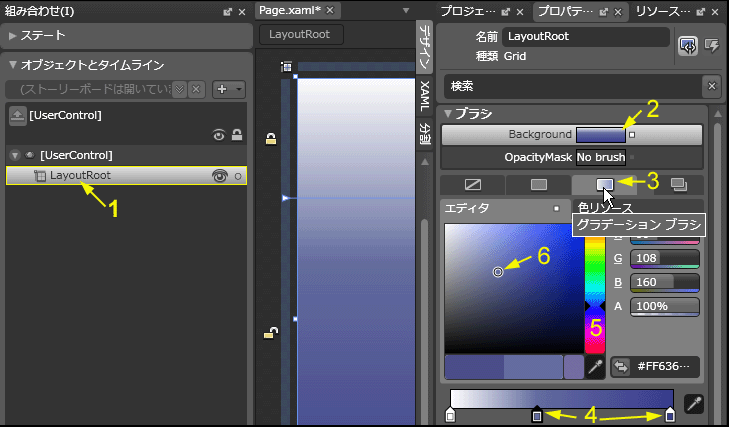 組み合わせ(I)
ステート
オブジェクトとタイムライン
(ストーリーボードは開いてい
[UserControl]
[UserControl]
LayoutRoot
1
Page.xaml*
LayoutRoot
デザイン
XAML
分割
プロジェ...
プロパテ...
リソース...
名前 LayoutRoot
種類 Grid
検索
ブラシ
Background 2
OpacityMask No brush
3
エディタ
色リソース
グラデーション ブラシ
6
G 108
B 160
5
A 100%
#FF636...
4